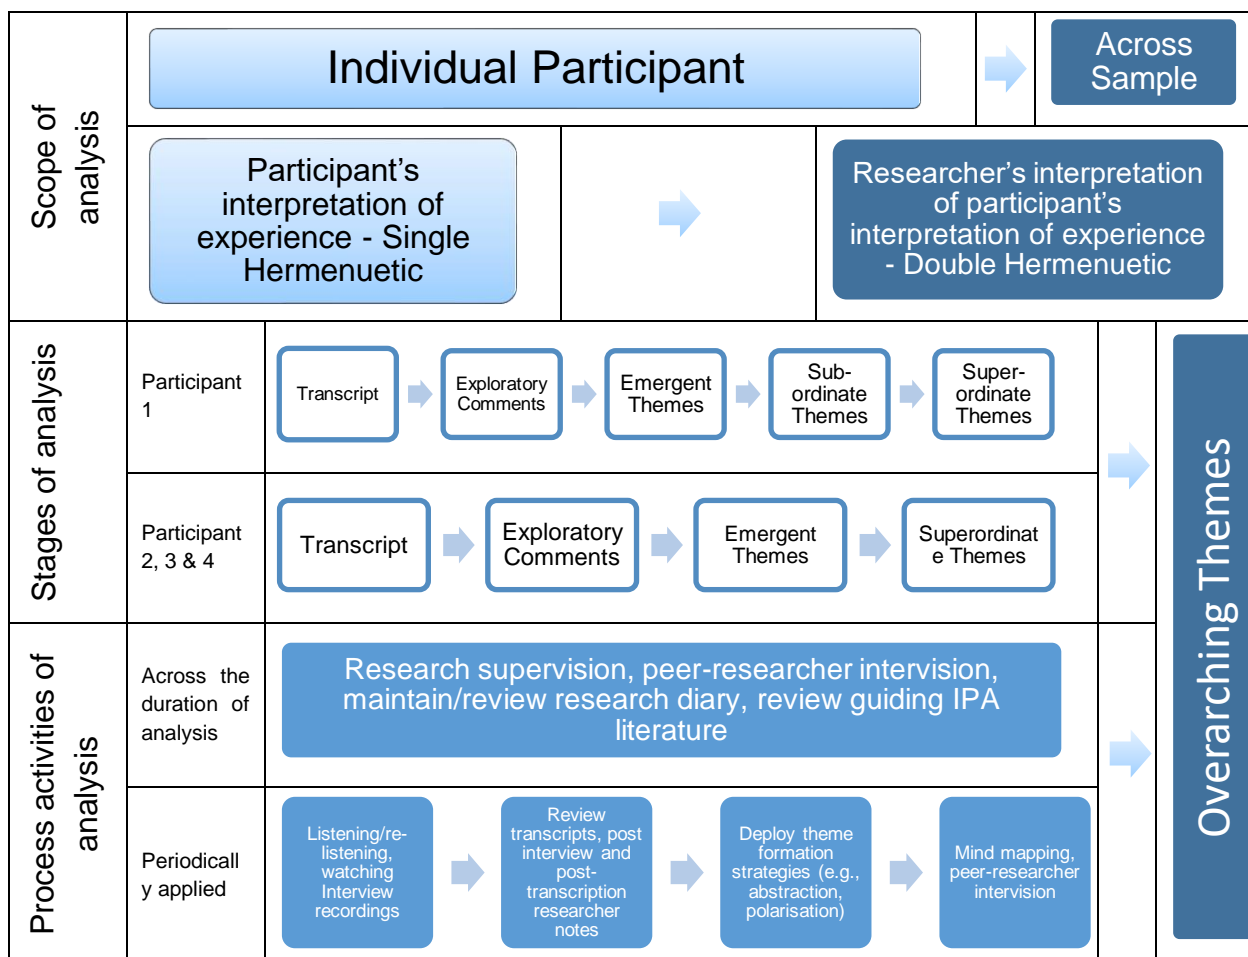 Scope of
analysis
Individual Participant
Across
Sample
Participant’s
interpretation of
experience - Single
Hermenuetic
Researcher’s interpretation
of participant’s
interpretation of experience
- Double Hermenuetic
Stages of analysis
Participant
1
Transcript
Exploratory
Comments
Emergent
Themes
Sub-
ordinate
Themes
Super-
ordinate
Themes
Participant
2, 3 & 4
Transcript
Exploratory
Comments
Emergent
Themes
Superordinat
e Themes
Overarching Themes
Process activities of
analysis
Across the
duration of
analysis
Research supervision, peer-researcher intervision,
maintain/review research diary, review guiding IPA
literature
Periodicall
y applied
Listening/re-
listening,
watching
Interview
recordings
Review
transcripts, post
interview and
post-
transcription
researcher
notes
Deploy theme
formation
strategies (e.g.,
abstraction,
polarisation)
Mind mapping,
peer-researcher
intervision